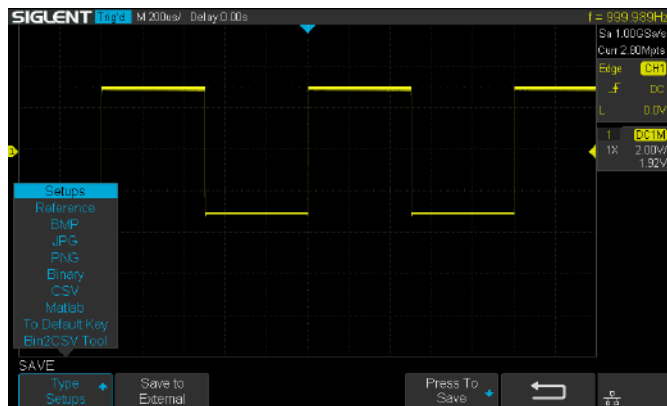 SIGLENT Trig'd M 200us/ Delay:0.00s f = 999.989Hz
Sa 1.00GSa/s
Curr 2.80Mpts
Edge CH1
DC
L 0.0V
1 DC1M
1X 2.00V/
1.92V
1
Setups
Reference
BMP
JPG
PNG
Binary
CSV
Matlab
To Default Key
Bin2CSV Tool
SAVE
Type
Setups
Save to
External
Press To
Save